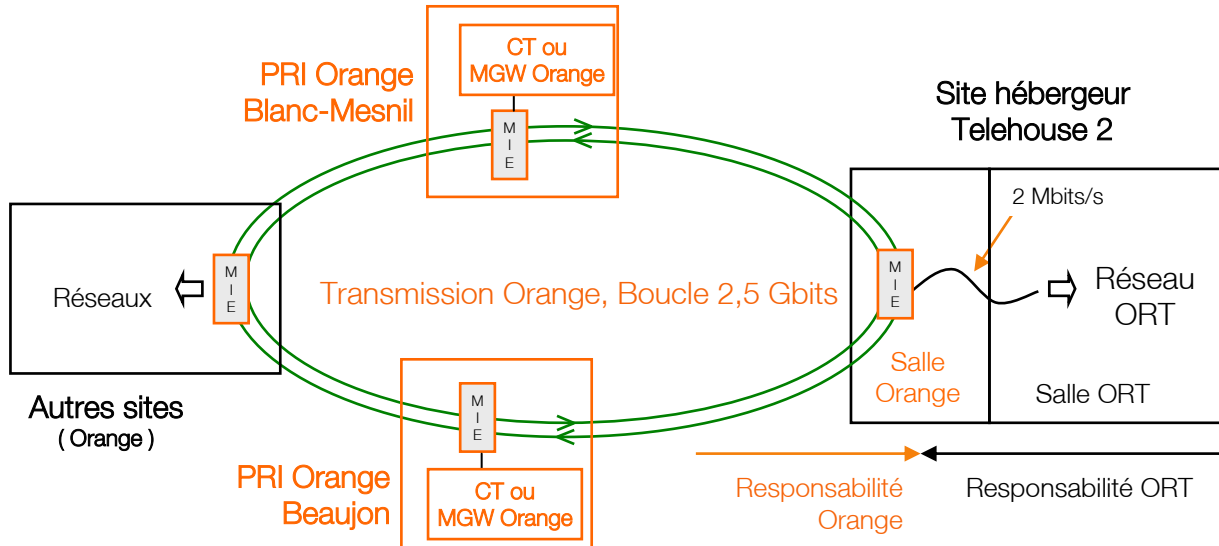 CT ou
MGW Orange
PRI Orange
Blanc-Mesnil
M
I
E
Site hébergeur
Telehouse 2
2 Mbits/s
M
I
E
Réseaux
Transmission Orange, Boucle 2,5 Gbits
M
I
E
Réseau
ORT
Salle
Orange
Salle ORT
Autres sites
( Orange )
M
I
E
PRI Orange
Beaujon
CT ou
MGW Orange
Responsabilité
Orange
Responsabilité ORT